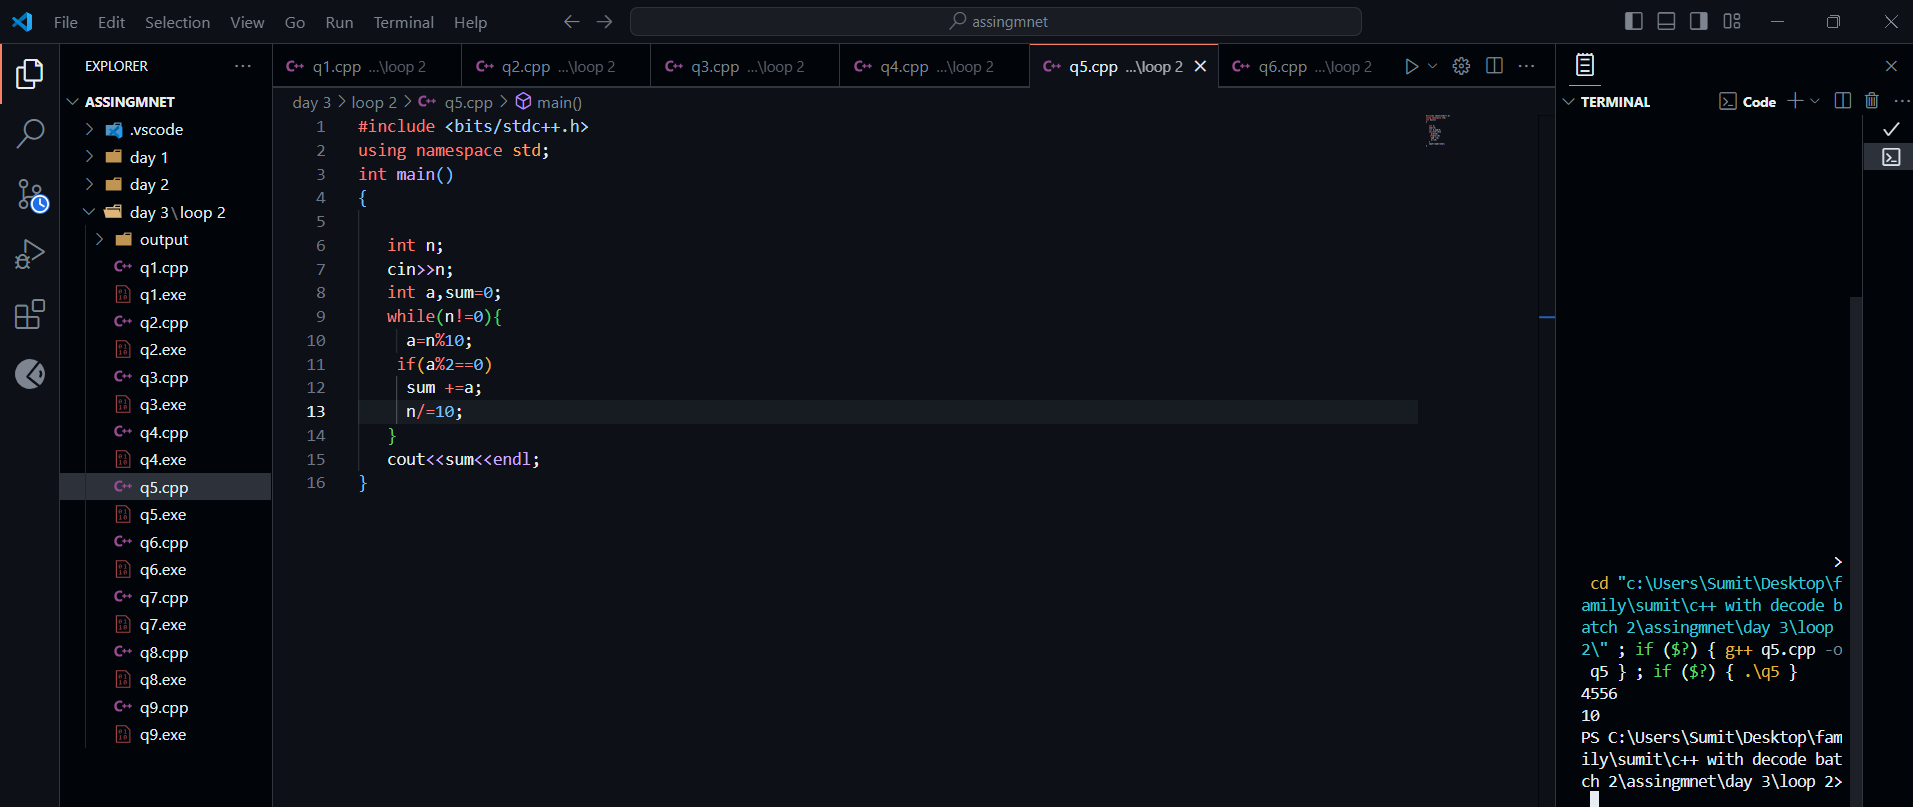 File Edit Selection View Go Run Terminal Help
assingmnet
EXPLORER
ASSINGMNET
.vscode
day 1
day 2
day 3\loop 2
output
q1.cpp
q1.exe
q2.cpp
q2.exe
q3.cpp
q3.exe
q4.cpp
q4.exe
q5.cpp
q5.exe
q6.cpp
q6.exe
q7.cpp
q7.exe
q8.cpp
q8.exe
q9.cpp
q9.exe
q1.cpp ...\loop 2 q2.cpp ...\loop 2 q3.cpp ...\loop 2 q4.cpp ...\loop 2 q5.cpp ...\loop 2 q6.cpp ...\loop 2
day 3 > loop 2 > q5.cpp > main()
1 #include <bits/stdc++.h>
2 using namespace std;
3 int main()
4 {
5
6 int n;
7 cin>>n;
8 int a,sum=0;
9 while(n!=0){
10 a=n%10;
11 if(a%2==0)
12 sum +=a;
13 n/=10;
14 }
15 cout<<sum<<endl;
16 }
TERMINAL Code
>
cd "c:\Users\Sumit\Desktop\f
amily\sumit\c++ with decode b
atch 2\assingmnet\day 3\loop
2\" ; if ($?) { g++ q5.cpp -o
q5 } ; if ($?) { .\q5 }
4556
10
PS C:\Users\Sumit\Desktop\fam
ily\sumit\c++ with decode bat
ch 2\assingmnet\day 3\loop 2>